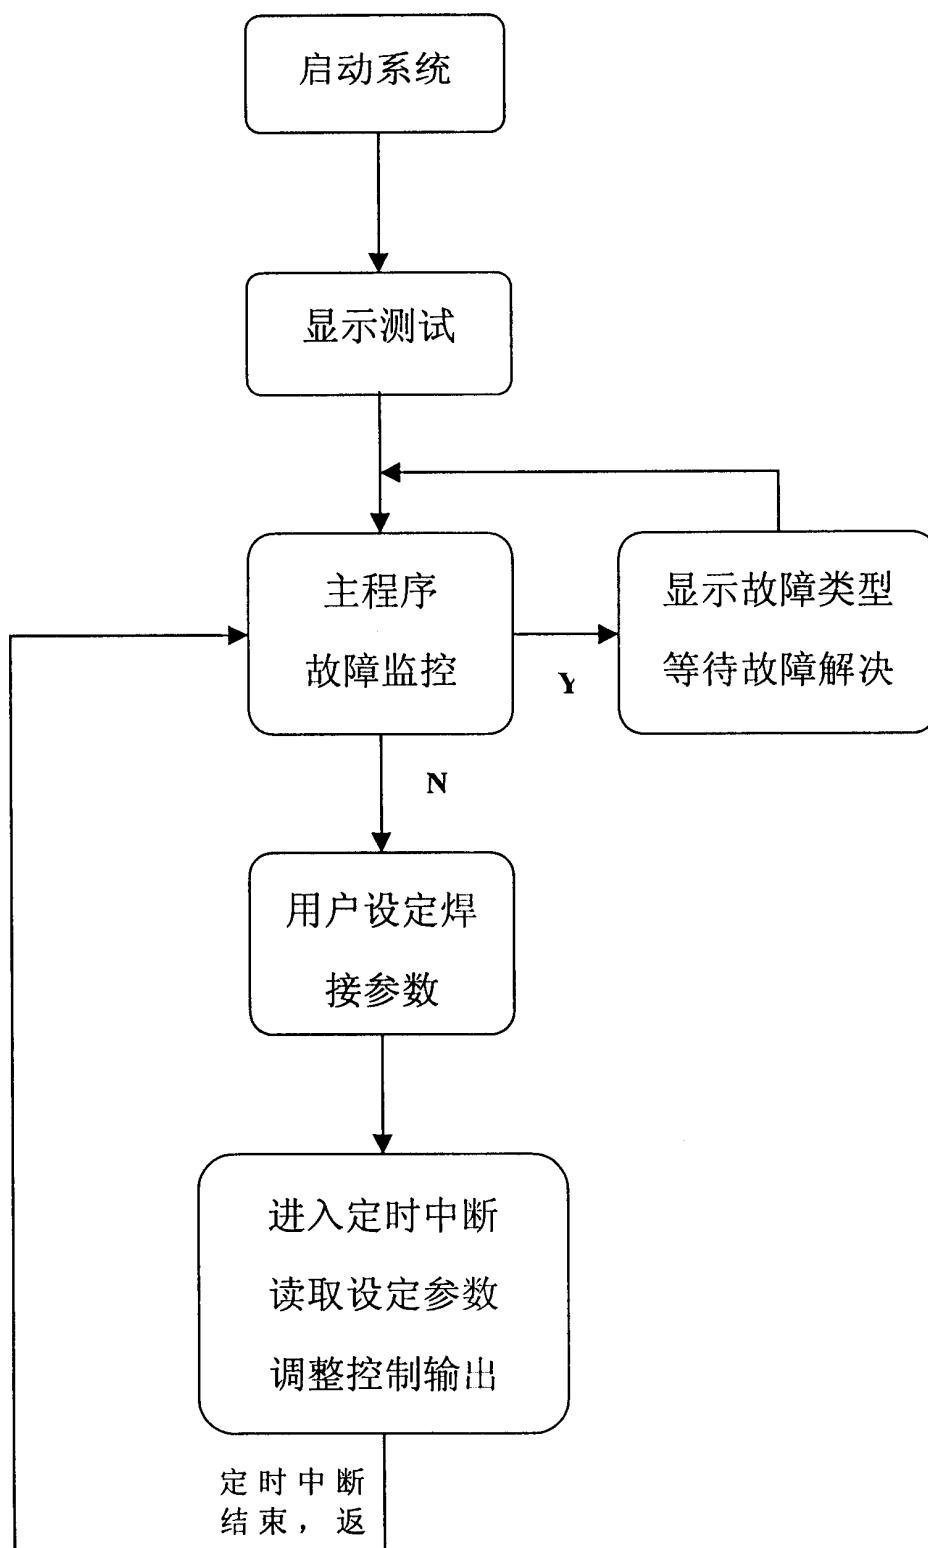 启动系统
显示测试
主程序
故障监控
Y
显示故障类型
等待故障解决
N
用户设定焊
接参数
进入定时中断
读取设定参数
调整控制输出
定时中断
结束，返